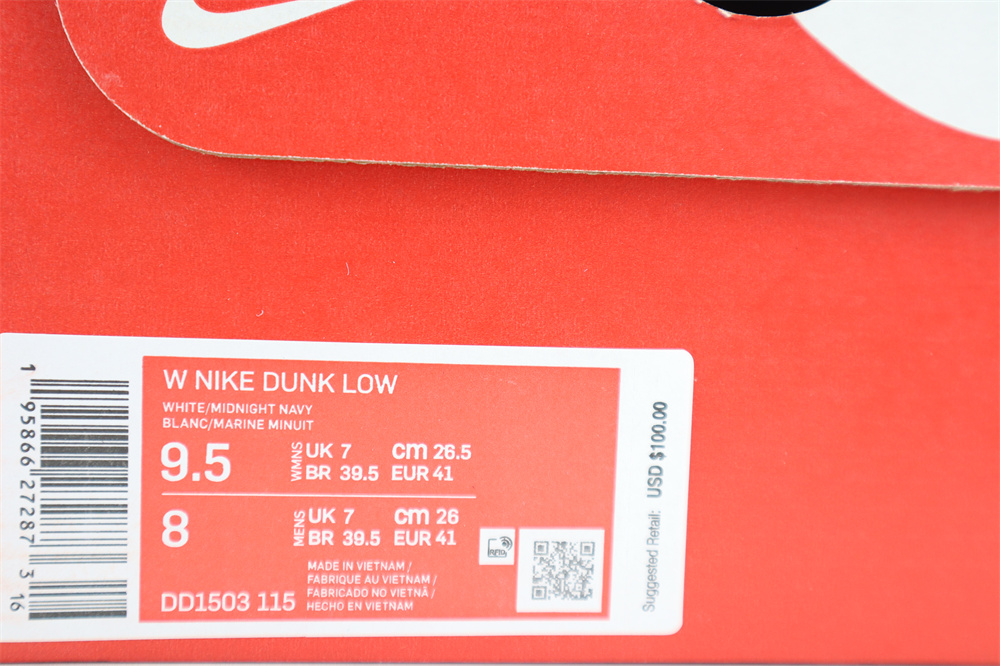 W NIKE DUNK LOW
WHITE/MIDNIGHT NAVY
BLANC/MARINE MINUIT
9.5
WMNS
UK 7 cm 26.5
BR 39.5 EUR 41
8
MENS
UK 7 cm 26
BR 39.5 EUR 41
MADE IN VIETNAM /
FABRIQUE AU VIETNAM /
FABRICADO NO VIETNÃ /
HECHO EN VIETNAM
DD1503 115
RFID
Suggested Retail: USD $100.00
1 95866 27287 3 16